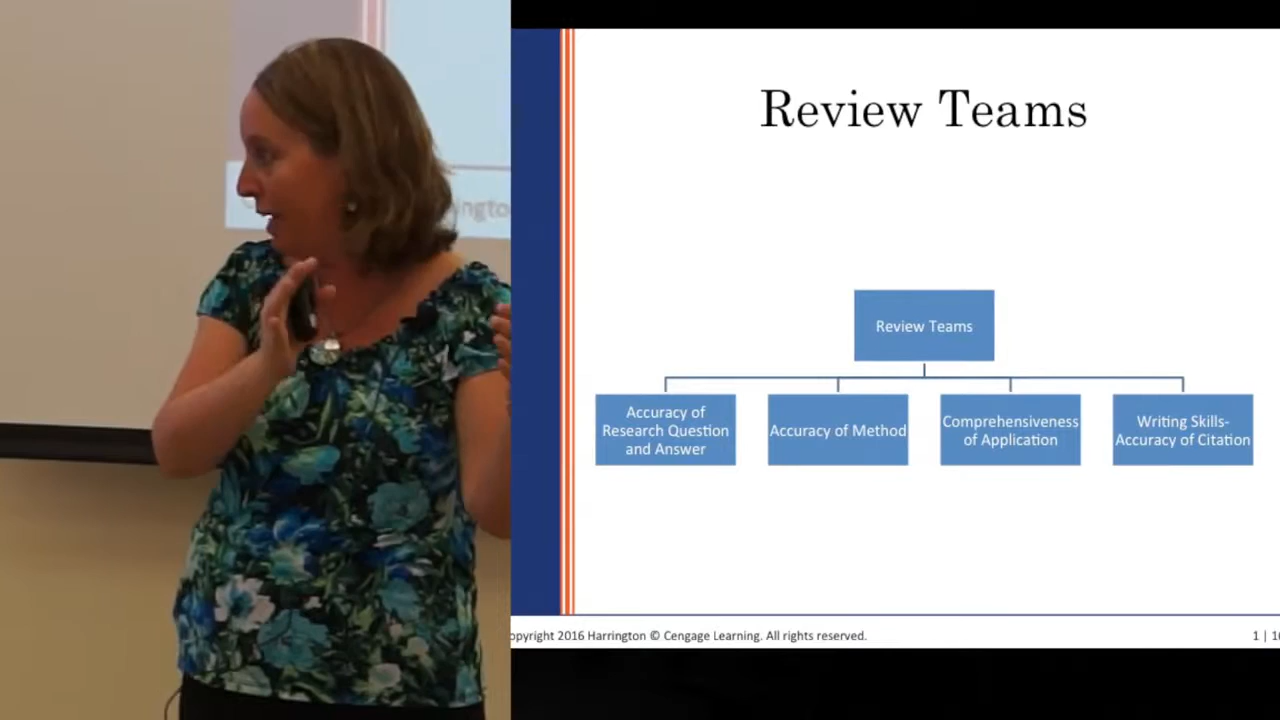 Review Teams
Review Teams
Accuracy of
Research Question
and Answer
Accuracy of Method
Comprehensiveness
of Application
Writing Skills-
Accuracy of Citation
2016 Harrington © Cengage Learning. All rights reserved.
1 |